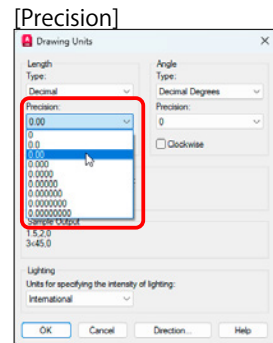 [Precision]
Drawing Units
Length
Type:
Decimal
Precision:
0.00
0
0.0
0.00
0.000
0.0000
0.00000
0.000000
0.0000000
0.00000000
Angle
Type:
Decimal Degrees
Precision:
0
Clockwise
Sample Output
1.5,2,0
3<45,0
Lighting
Units for specifying the intensity of lighting:
International
OK Cancel Direction... Help